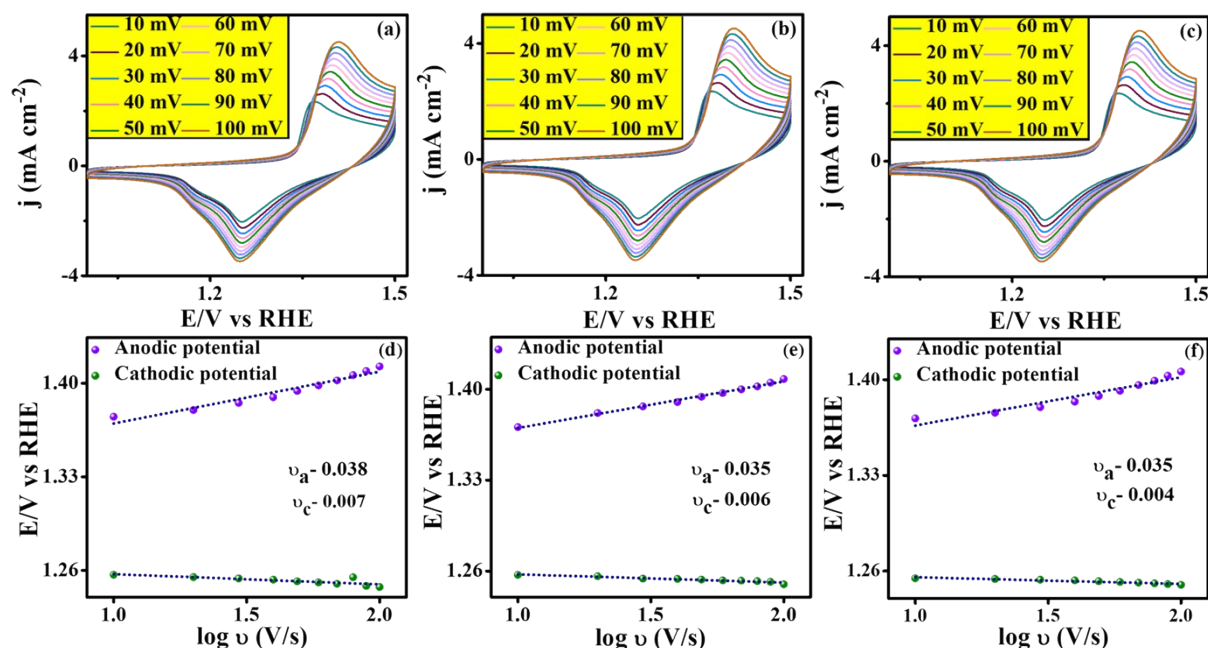 (a)
10 mV 60 mV
20 mV 70 mV
30 mV 80 mV
40 mV 90 mV
50 mV 100 mV
4
0
-4
j (mA cm-2)
1.2 1.5
E/V vs RHE
(b)
10 mV 60 mV
20 mV 70 mV
30 mV 80 mV
40 mV 90 mV
50 mV 100 mV
4
0
-4
j (mA cm-2)
1.2 1.5
E/V vs RHE
(c)
10 mV 60 mV
20 mV 70 mV
30 mV 80 mV
40 mV 90 mV
50 mV 100 mV
4
0
-4
j (mA cm-2)
1.2 1.5
E/V vs RHE
(d)
Anodic potential
Cathodic potential
1.40
1.33
1.26
E/V vs RHE
υa- 0.038
υc- 0.007
1.0 1.5 2.0
log υ (V/s)
(e)
Anodic potential
Cathodic potential
1.40
1.33
1.26
E/V vs RHE
υa- 0.035
υc- 0.006
1.0 1.5 2.0
log υ (V/s)
(f)
Anodic potential
Cathodic potential
1.40
1.33
1.26
E/V vs RHE
υa- 0.035
υc- 0.004
1.0 1.5 2.0
log υ (V/s)